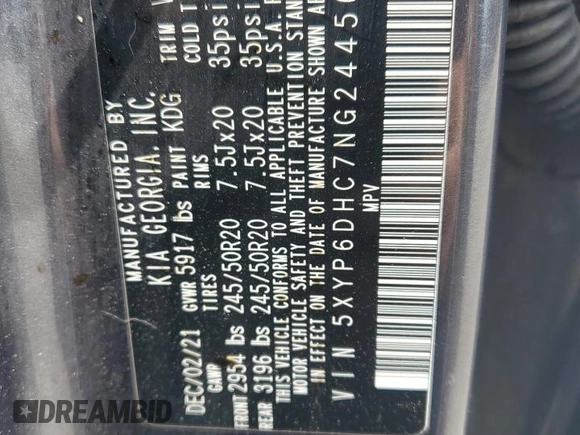 MANUFACTURED BY
KIA GEORGIA, INC.
DEC/02/21 GVWR 5917 lbs PAINT KDG TRIM
GAWR TIRES RIMS COLD
FRONT 2954 lbs 245/50R20 7.5Jx20 35psi
REAR 3196 lbs 245/50R20 7.5Jx20 35psi
THIS VEHICLE CONFORMS TO ALL APPLICABLE U.S.A.
MOTOR VEHICLE SAFETY AND THEFT PREVENTION
IN EFFECT ON THE DATE OF MANUFACTURE SHOWN
VIN 5XYP6DHC7NG2445
MPV
DREAMBID